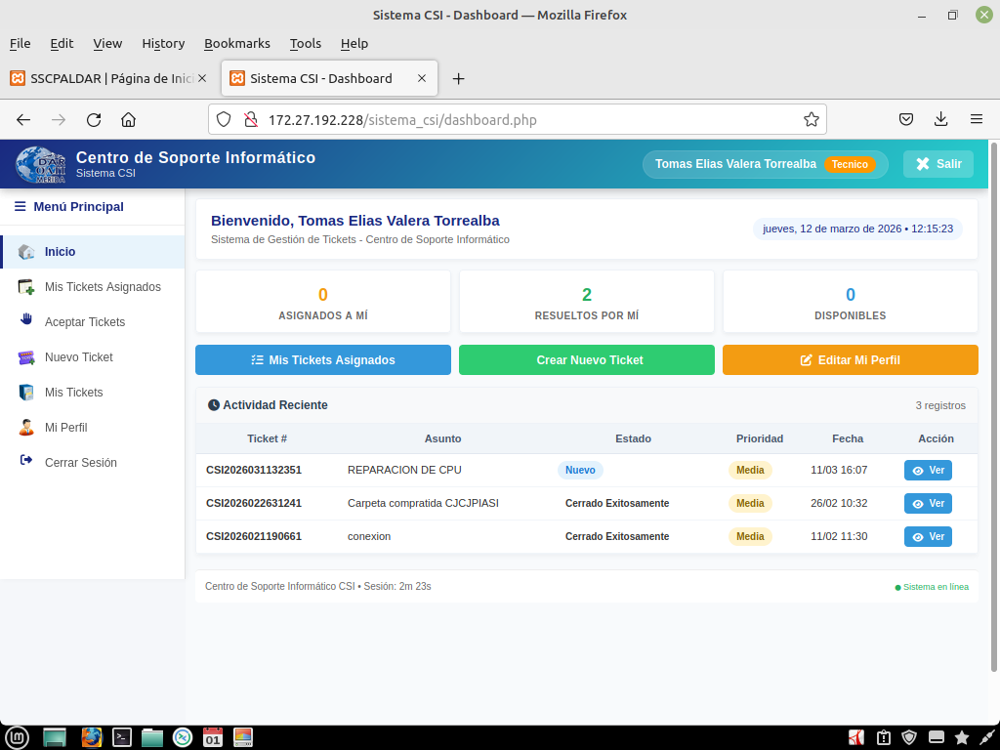 Sistema CSI - Dashboard — Mozilla Firefox
File Edit View History Bookmarks Tools Help
SSCPALDAR | Página de Inic
Sistema CSI - Dashboard
172.27.192.228/sistema_csi/dashboard.php
DAR
MÉRIDA
Centro de Soporte Informático
Sistema CSI
Tomas Elias Valera Torrealba Tecnico
Salir
Menú Principal
Inicio
Mis Tickets Asignados
Aceptar Tickets
Nuevo Ticket
Mis Tickets
Mi Perfil
Cerrar Sesión
Bienvenido, Tomas Elias Valera Torrealba
Sistema de Gestión de Tickets - Centro de Soporte Informático
jueves, 12 de marzo de 2026 • 12:15:23
0
ASIGNADOS A MÍ
2
RESUELTOS POR MÍ
0
DISPONIBLES
Mis Tickets Asignados
Crear Nuevo Ticket
Editar Mi Perfil
Actividad Reciente
3 registros
Ticket # Asunto Estado Prioridad Fecha Acción
CSI2026031132351 REPARACION DE CPU Nuevo Media 11/03 16:07 Ver
CSI2026022631241 Carpeta compratida CJCJPIASI Cerrado Exitosamente Media 26/02 10:32 Ver
CSI2026021190661 conexion Cerrado Exitosamente Media 11/02 11:30 Ver
Centro de Soporte Informático CSI • Sesión: 2m 23s
● Sistema en línea
01